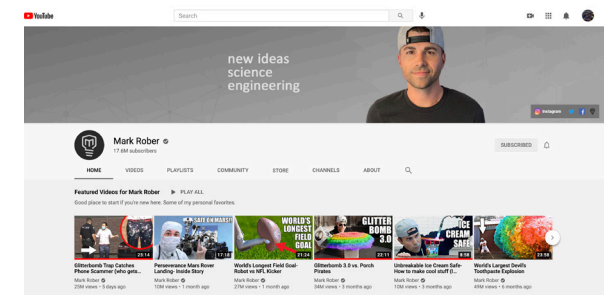 YouTube
Search
new ideas
science
engineering
Instagram
Mark Rober
17.6M subscribers
SUBSCRIBED
HOME VIDEOS PLAYLISTS COMMUNITY STORE CHANNELS ABOUT
Featured Videos for Mark Rober PLAY ALL
Good place to start if you're new here. Some of my personal favorites.
SAFE ON MARS!!
WORLD'S
LONGEST
FIELD
GOAL
GLITTER
BOMB
3.0
ICE
CREAM
SAFE
23:14 17:18 21:24 22:11 8:58 23:58
Glitterbomb Trap Catches
Phone Scammer (who gets...
Mark Rober
25M views • 5 days ago
Perseverance Mars Rover
Landing- Inside Story
Mark Rober
10M views • 1 month ago
World's Longest Field Goal-
Robot vs NFL Kicker
Mark Rober
27M views • 1 month ago
Glitterbomb 3.0 vs. Porch
Pirates
Mark Rober
34M views • 3 months ago
Unbreakable Ice Cream Safe-
How to make cool stuff (I...
Mark Rober
10M views • 3 months ago
World's Largest Devil's
Toothpaste Explosion
Mark Rober
49M views • 6 months ago